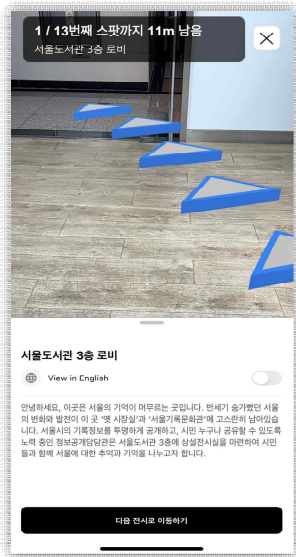 1 / 13번째 스팟까지 11m 남음
서울도서관 3층 로비
서울도서관 3층 로비
View in English
안녕하세요, 이곳은 서울의 기억이 머무르는 곳입니다. 반세기 숨가빴던 서울
의 변화와 발전이 이 곳 ‘옛 시장실’과 ‘서울기록문화관’에 고스란히 남아있습
니다. 서울시의 기록정보를 투명하게 공개하고, 시민 누구나 공유할 수 있도록
노력 중인 정보공개담당관은 서울도서관 3층에 상설전시실을 마련하여 시민
들과 함께 서울에 대한 추억과 기억을 나누고자 합니다.
다음 전시로 이동하기